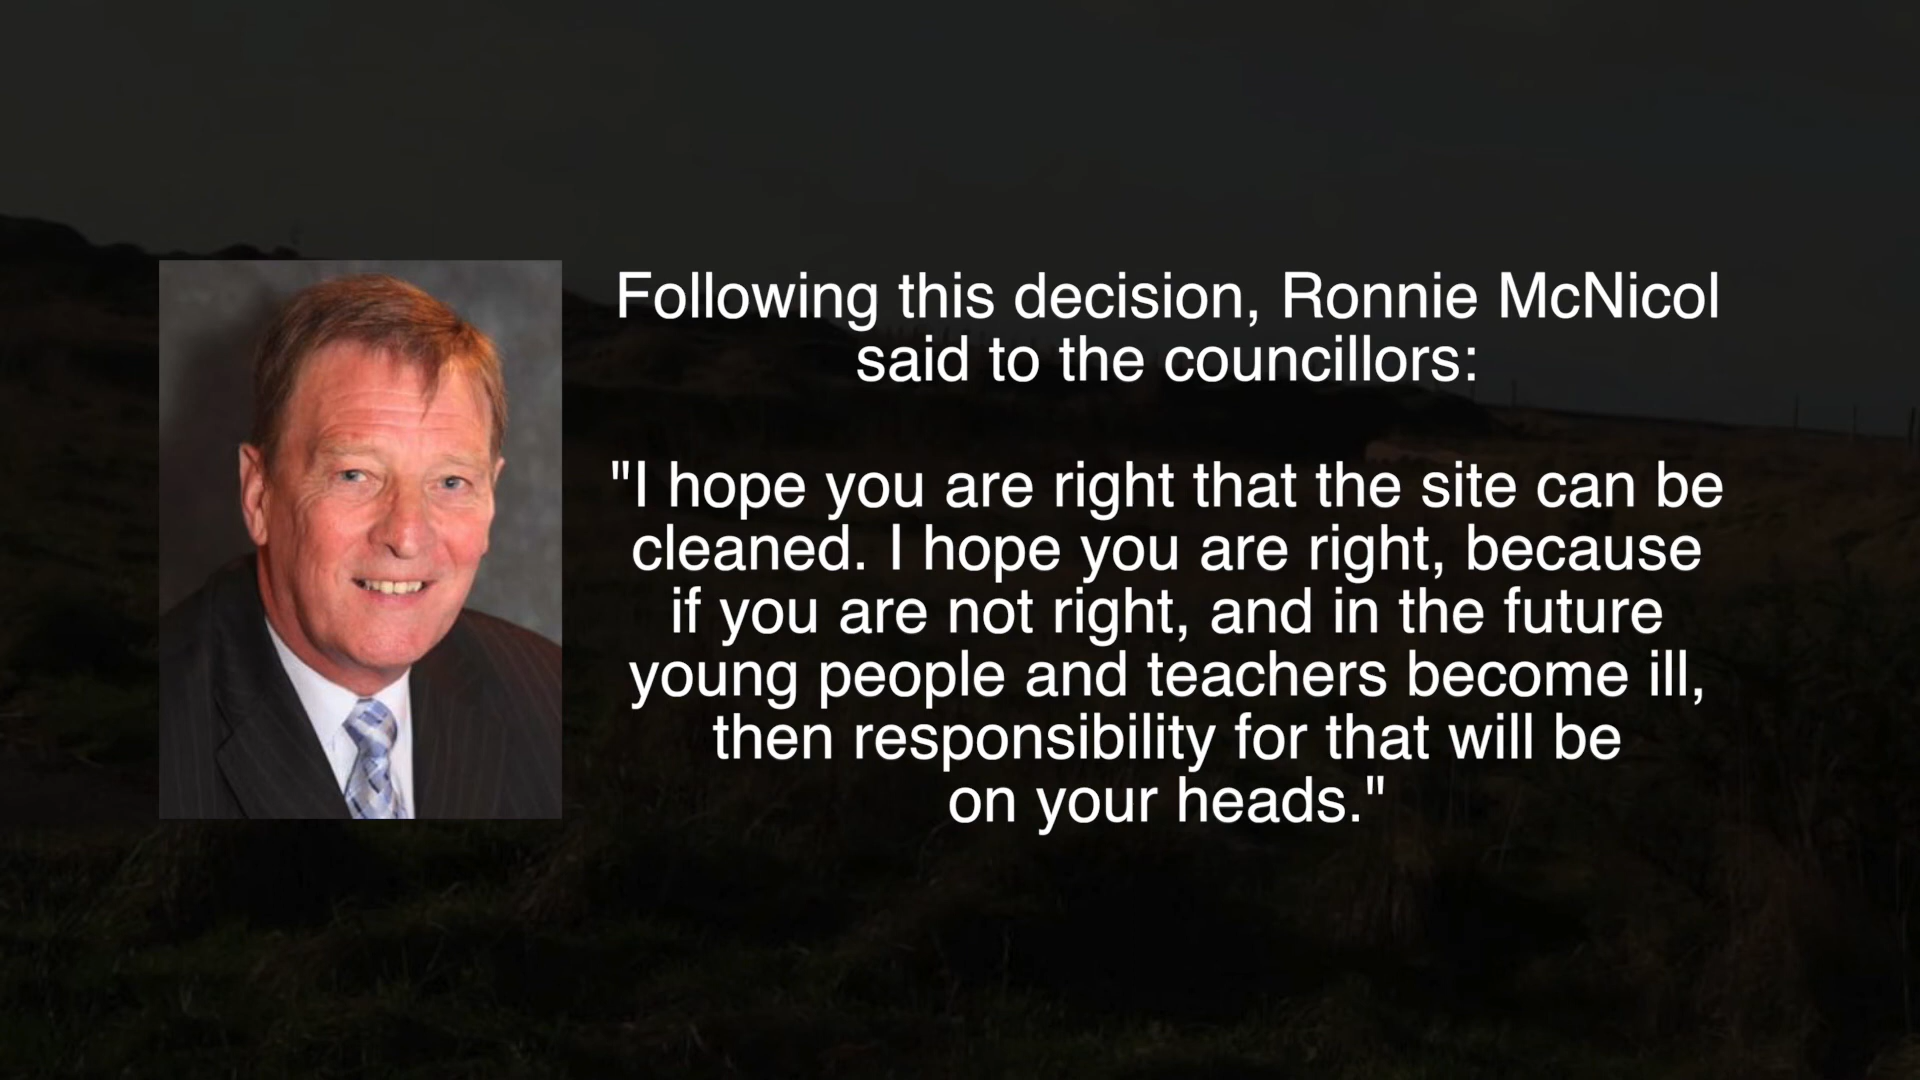 Following this decision, Ronnie McNicol
said to the councillors:
"I hope you are right that the site can be
cleaned. I hope you are right, because
if you are not right, and in the future
young people and teachers become ill,
then responsibility for that will be
on your heads."